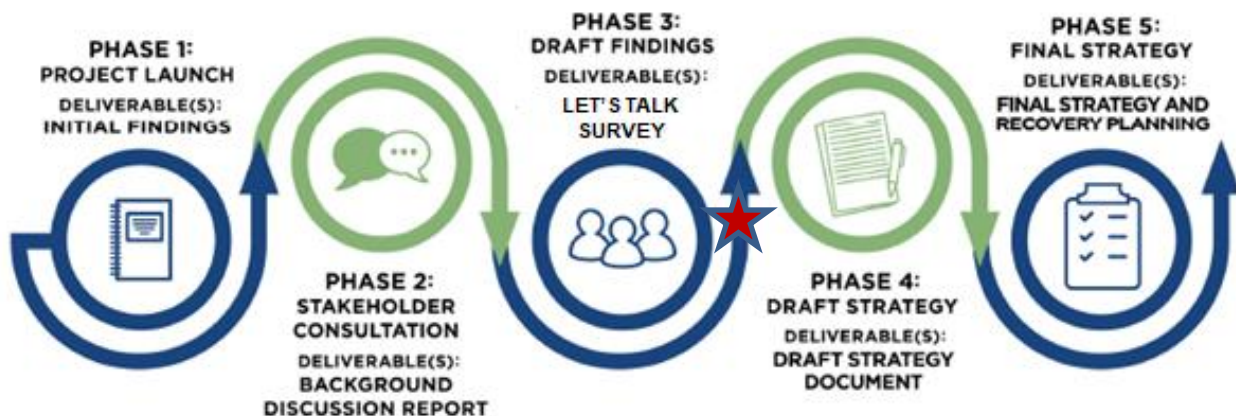 PHASE 1:
PROJECT LAUNCH
DELIVERABLE(S):
INITIAL FINDINGS
PHASE 2:
STAKEHOLDER
CONSULTATION
DELIVERABLE(S):
BACKGROUND
DISCUSSION REPORT
PHASE 3:
DRAFT FINDINGS
DELIVERABLE(S):
LET'S TALK
SURVEY
PHASE 4:
DRAFT STRATEGY
DELIVERABLE(S):
DRAFT STRATEGY
DOCUMENT
PHASE 5:
FINAL STRATEGY
DELIVERABLE(S):
FINAL STRATEGY AND
RECOVERY PLANNING